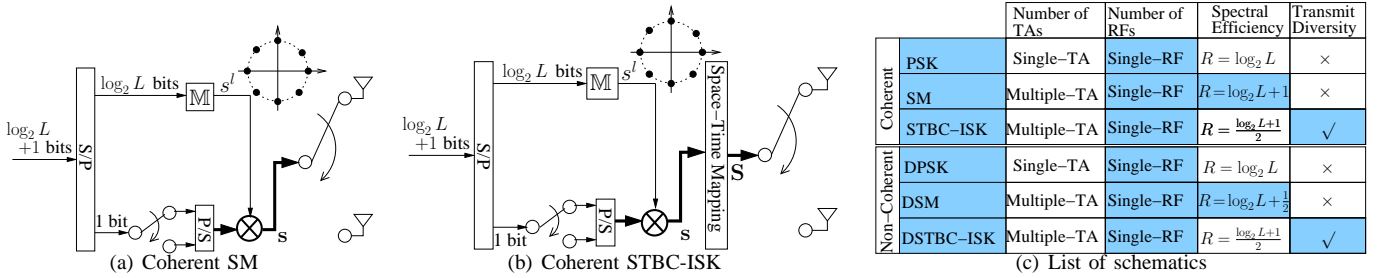 log₂ L
+1 bits
S/P
log₂ L bits
𝕄
s^l
1 bit
P/S
s
(a) Coherent SM
log₂ L
+1 bits
S/P
log₂ L bits
𝕄
s^l
1 bit
P/S
s
Space−Time Mapping
S
(b) Coherent STBC-ISK
Number of TAs
Number of RFs
Spectral Efficiency
Transmit Diversity
Coherent
PSK Single−TA Single−RF R = log₂ L ×
SM Multiple−TA Single−RF R = log₂ L+1 ×
STBC−ISK Multiple−TA Single−RF R = (log₂ L+1)/2 √
Non−Coherent
DPSK Single−TA Single−RF R = log₂ L ×
DSM Multiple−TA Single−RF R = log₂ L+1/2 ×
DSTBC−ISK Multiple−TA Single−RF R = (log₂ L+1)/2 √
(c) List of schematics